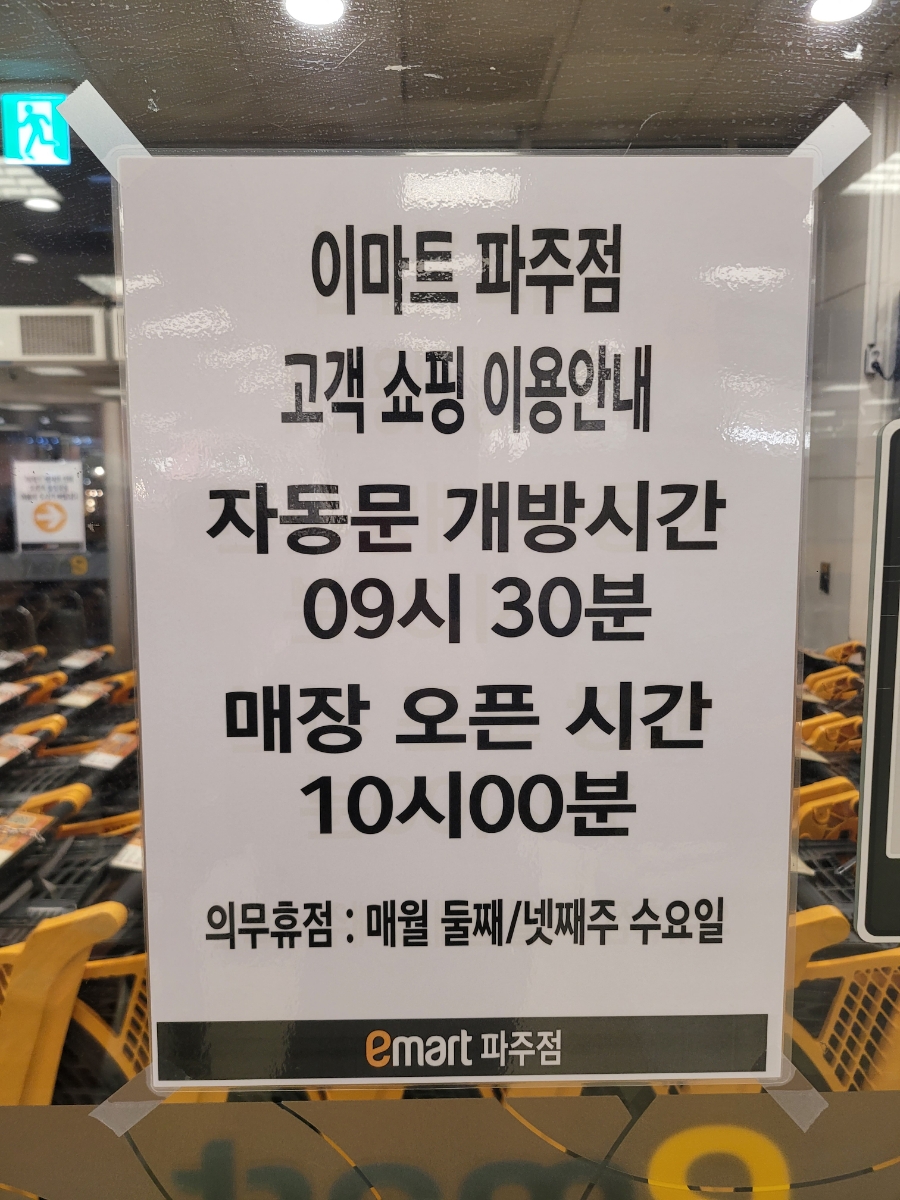 이마트 파주점
고객 쇼핑 이용안내
자동문 개방시간
09시 30분
매장 오픈 시간
10시00분
의무휴점 : 매월 둘째/넷째주 수요일
emart 파주점